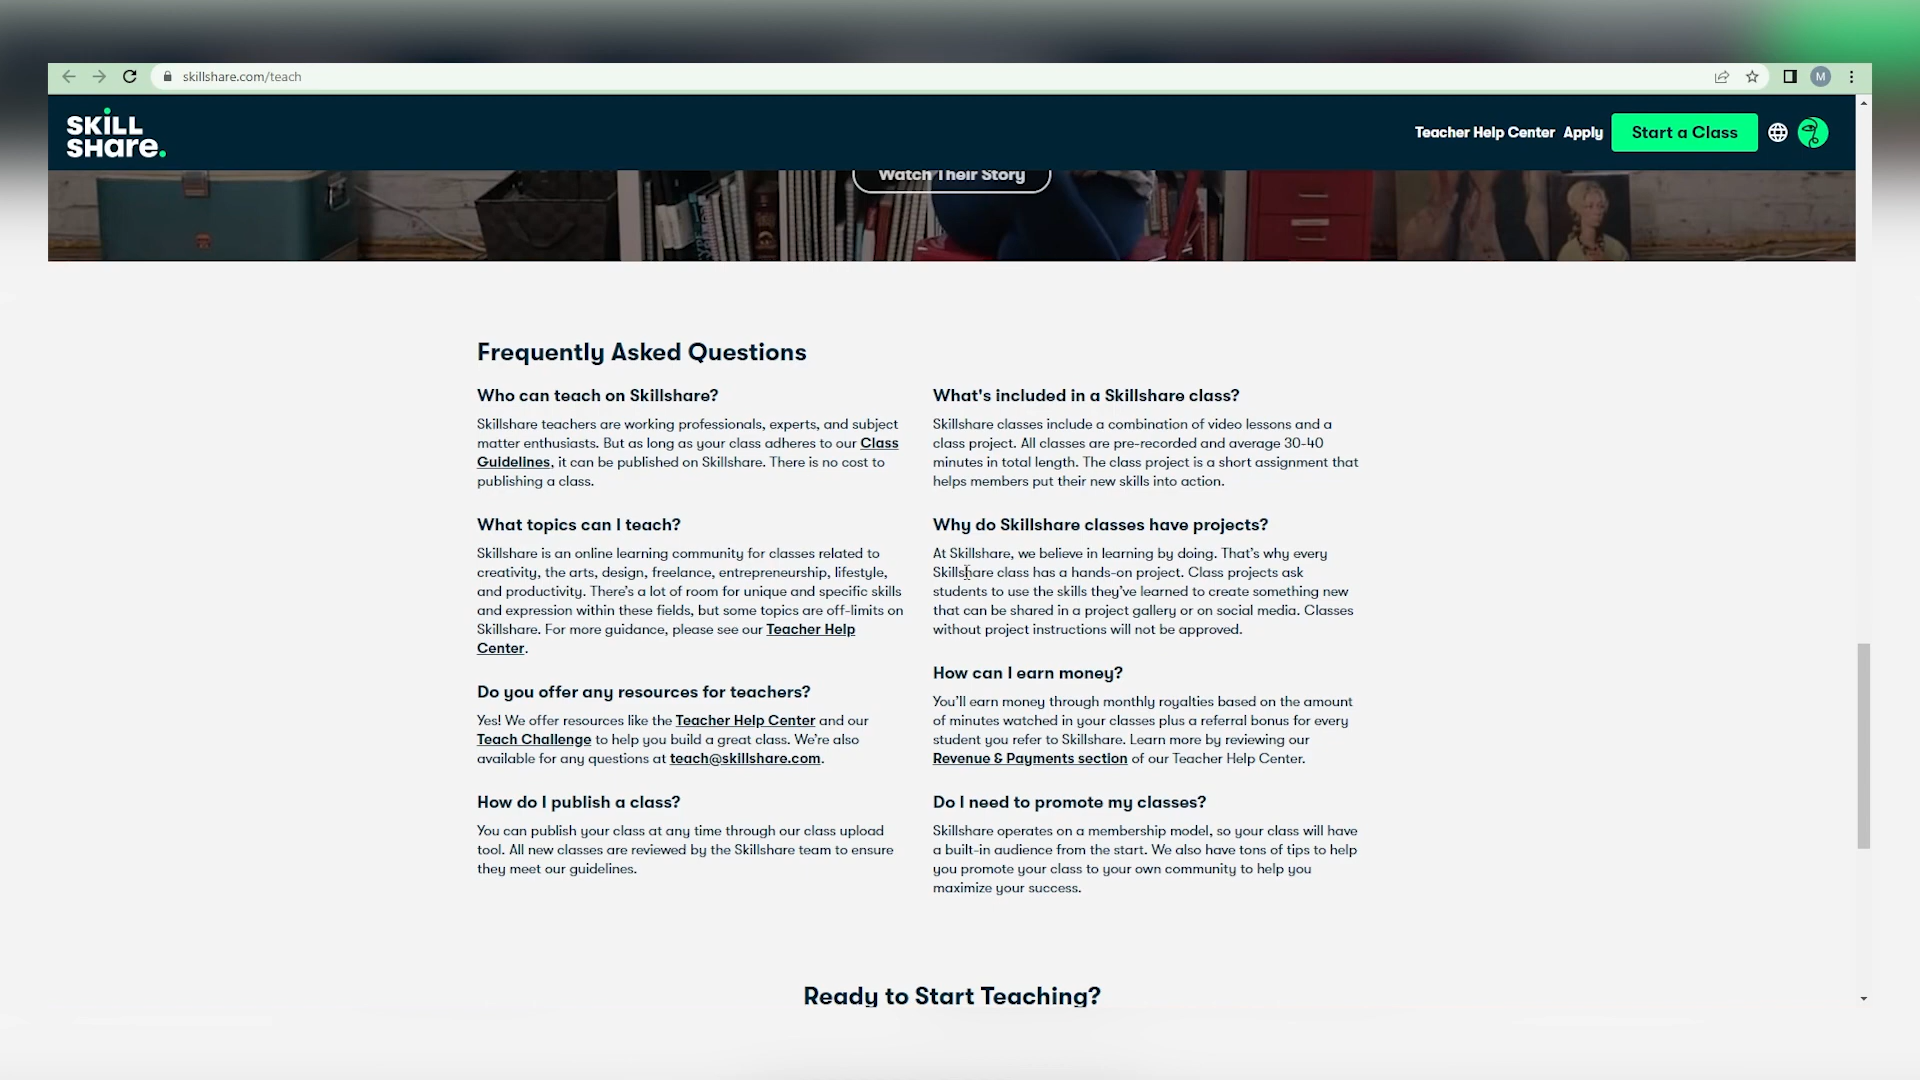 skillshare.com/teach
M
SKILL
SHare.
Teacher Help Center Apply Start a Class
Watch Their Story
Frequently Asked Questions
Who can teach on Skillshare?
Skillshare teachers are working professionals, experts, and subject
matter enthusiasts. But as long as your class adheres to our Class
Guidelines, it can be published on Skillshare. There is no cost to
publishing a class.
What topics can I teach?
Skillshare is an online learning community for classes related to
creativity, the arts, design, freelance, entrepreneurship, lifestyle,
and productivity. There's a lot of room for unique and specific skills
and expression within these fields, but some topics are off-limits on
Skillshare. For more guidance, please see our Teacher Help
Center.
Do you offer any resources for teachers?
Yes! We offer resources like the Teacher Help Center and our
Teach Challenge to help you build a great class. We're also
available for any questions at teach@skillshare.com.
How do I publish a class?
You can publish your class at any time through our class upload
tool. All new classes are reviewed by the Skillshare team to ensure
they meet our guidelines.
What's included in a Skillshare class?
Skillshare classes include a combination of video lessons and a
class project. All classes are pre-recorded and average 30-40
minutes in total length. The class project is a short assignment that
helps members put their new skills into action.
Why do Skillshare classes have projects?
At Skillshare, we believe in learning by doing. That's why every
Skillshare class has a hands-on project. Class projects ask
students to use the skills they've learned to create something new
that can be shared in a project gallery or on social media. Classes
without project instructions will not be approved.
How can I earn money?
You'll earn money through monthly royalties based on the amount
of minutes watched in your classes plus a referral bonus for every
student you refer to Skillshare. Learn more by reviewing our
Revenue & Payments section of our Teacher Help Center.
Do I need to promote my classes?
Skillshare operates on a membership model, so your class will have
a built-in audience from the start. We also have tons of tips to help
you promote your class to your own community to help you
maximize your success.
Ready to Start Teaching?